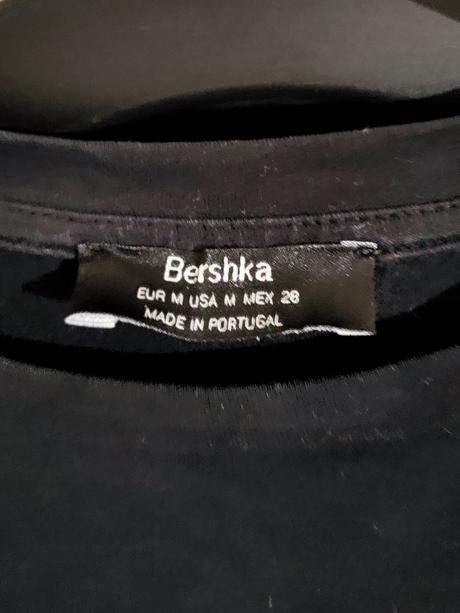 Bershka
EUR M USA M MEX 28
MADE IN PORTUGAL